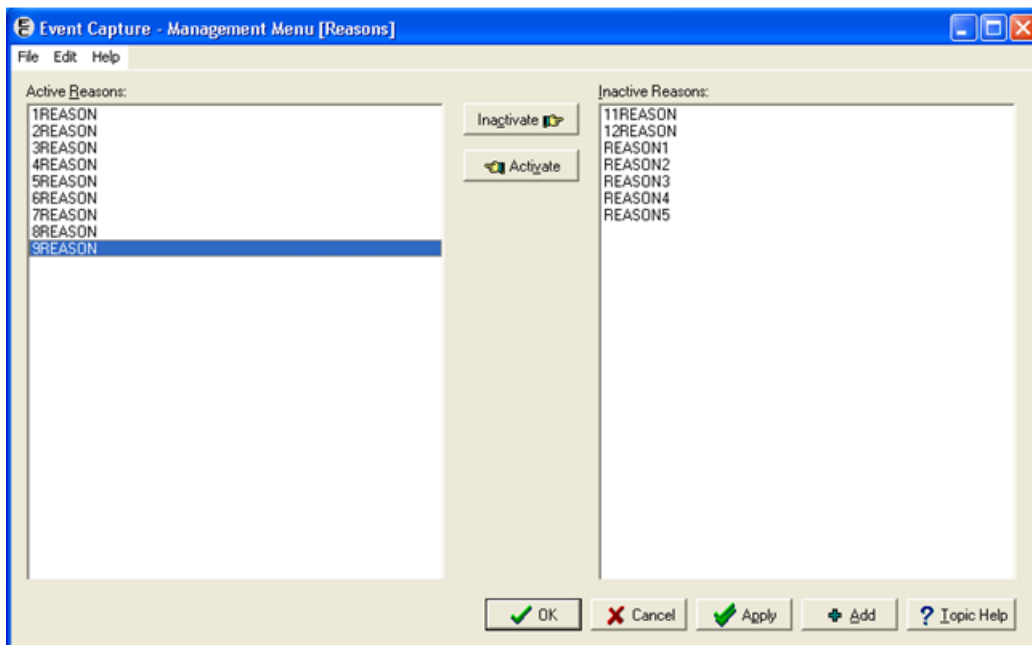 Event Capture - Management Menu [Reasons]
File Edit Help
Active Reasons:
1REASON
2REASON
3REASON
4REASON
5REASON
6REASON
7REASON
8REASON
9REASON
Inactivate
Activate
Inactive Reasons:
11REASON
12REASON
REASON1
REASON2
REASON3
REASON4
REASON5
OK Cancel Apply Add ? Topic Help